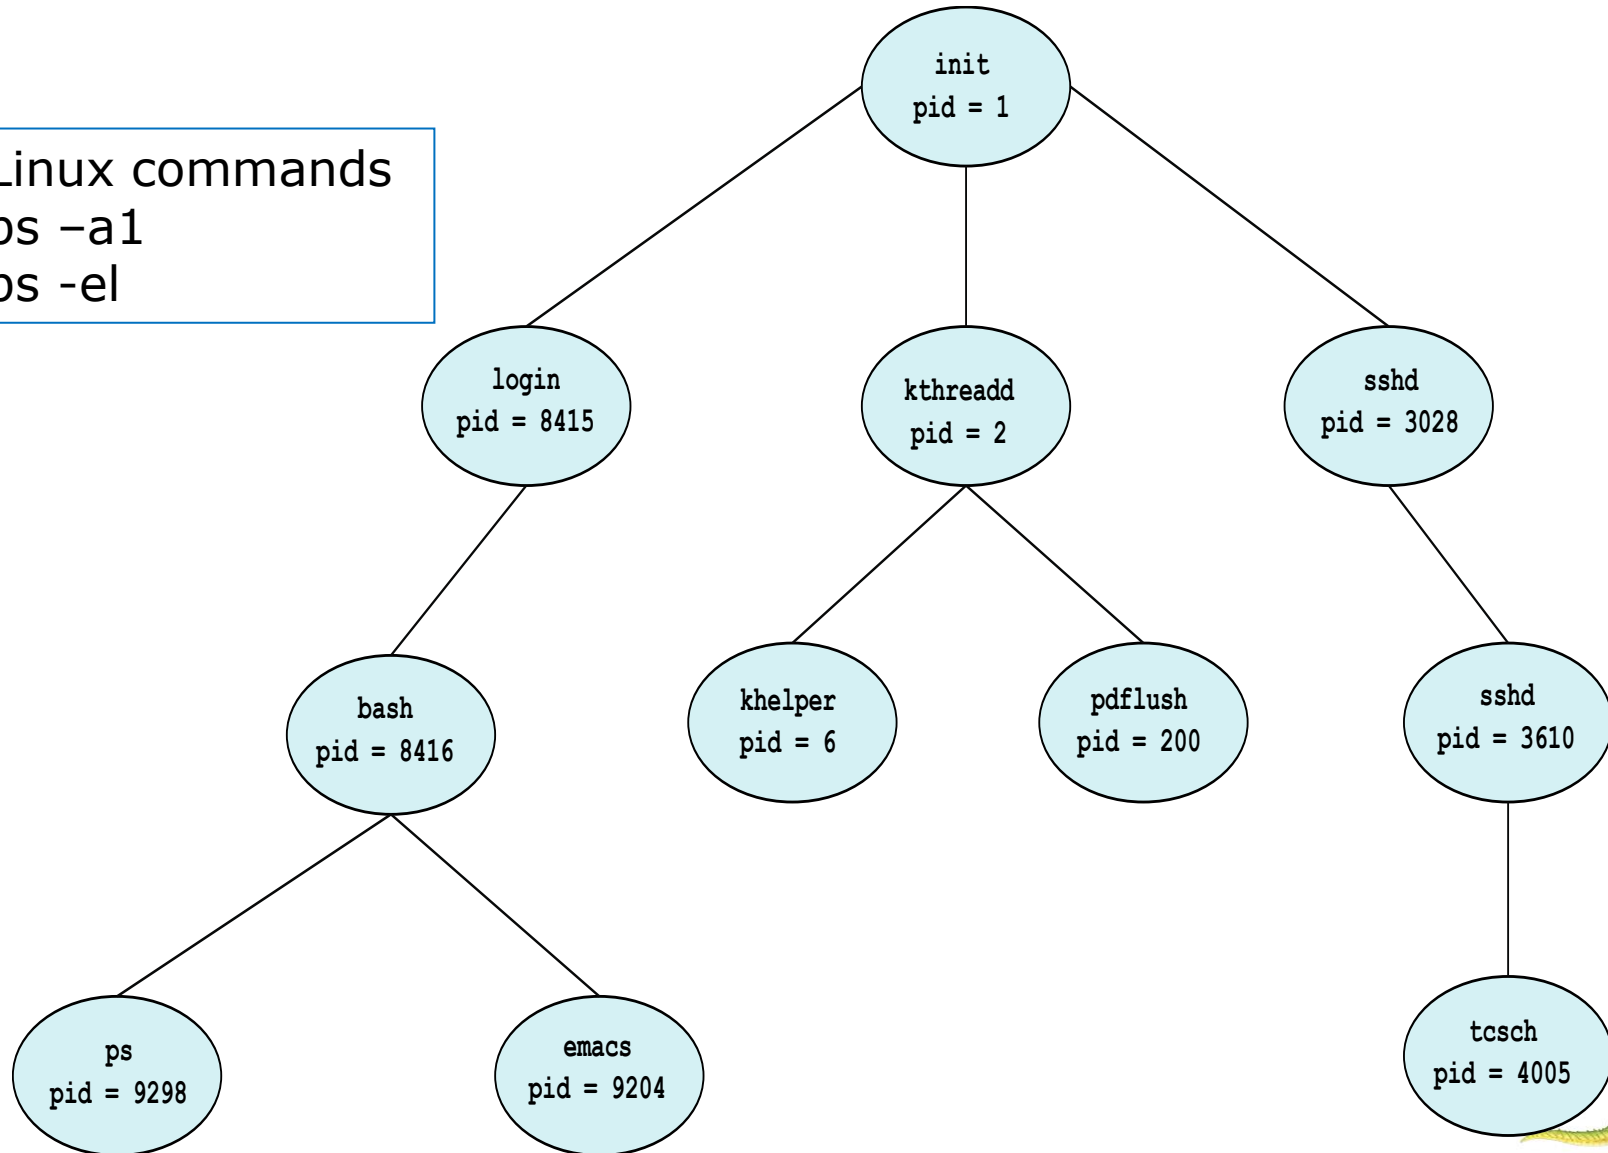 init
pid = 1
Linux commands
ps –a1
ps -el
login
pid = 8415
kthreadd
pid = 2
sshd
pid = 3028
bash
pid = 8416
khelper
pid = 6
pdflush
pid = 200
sshd
pid = 3610
ps
pid = 9298
emacs
pid = 9204
tcsch
pid = 4005